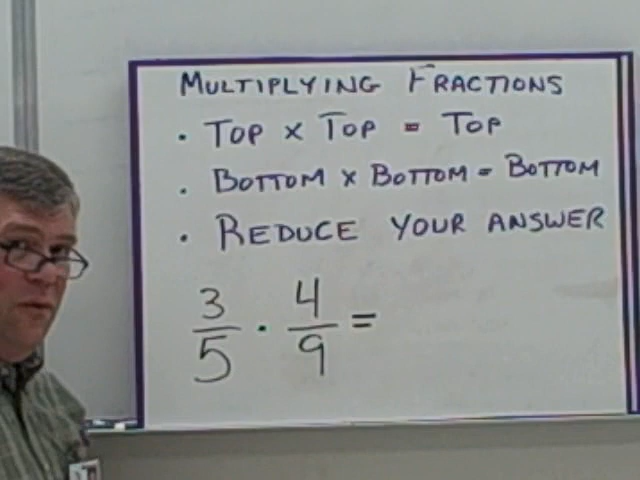 MULTIPLYING FRACTIONS
• TOP × TOP = TOP
• BOTTOM × BOTTOM = BOTTOM
• REDUCE YOUR ANSWER
3/5 · 4/9 =